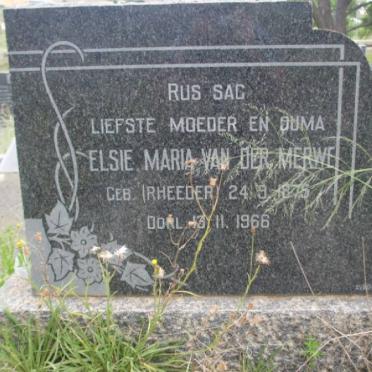 RUS SAG
LIEFSTE MOEDER EN OUMA
ELSIE MARIA VAN DER MERWE
GEB. (RHEEDER) 24.9.1875
OORL. 13.11.1966